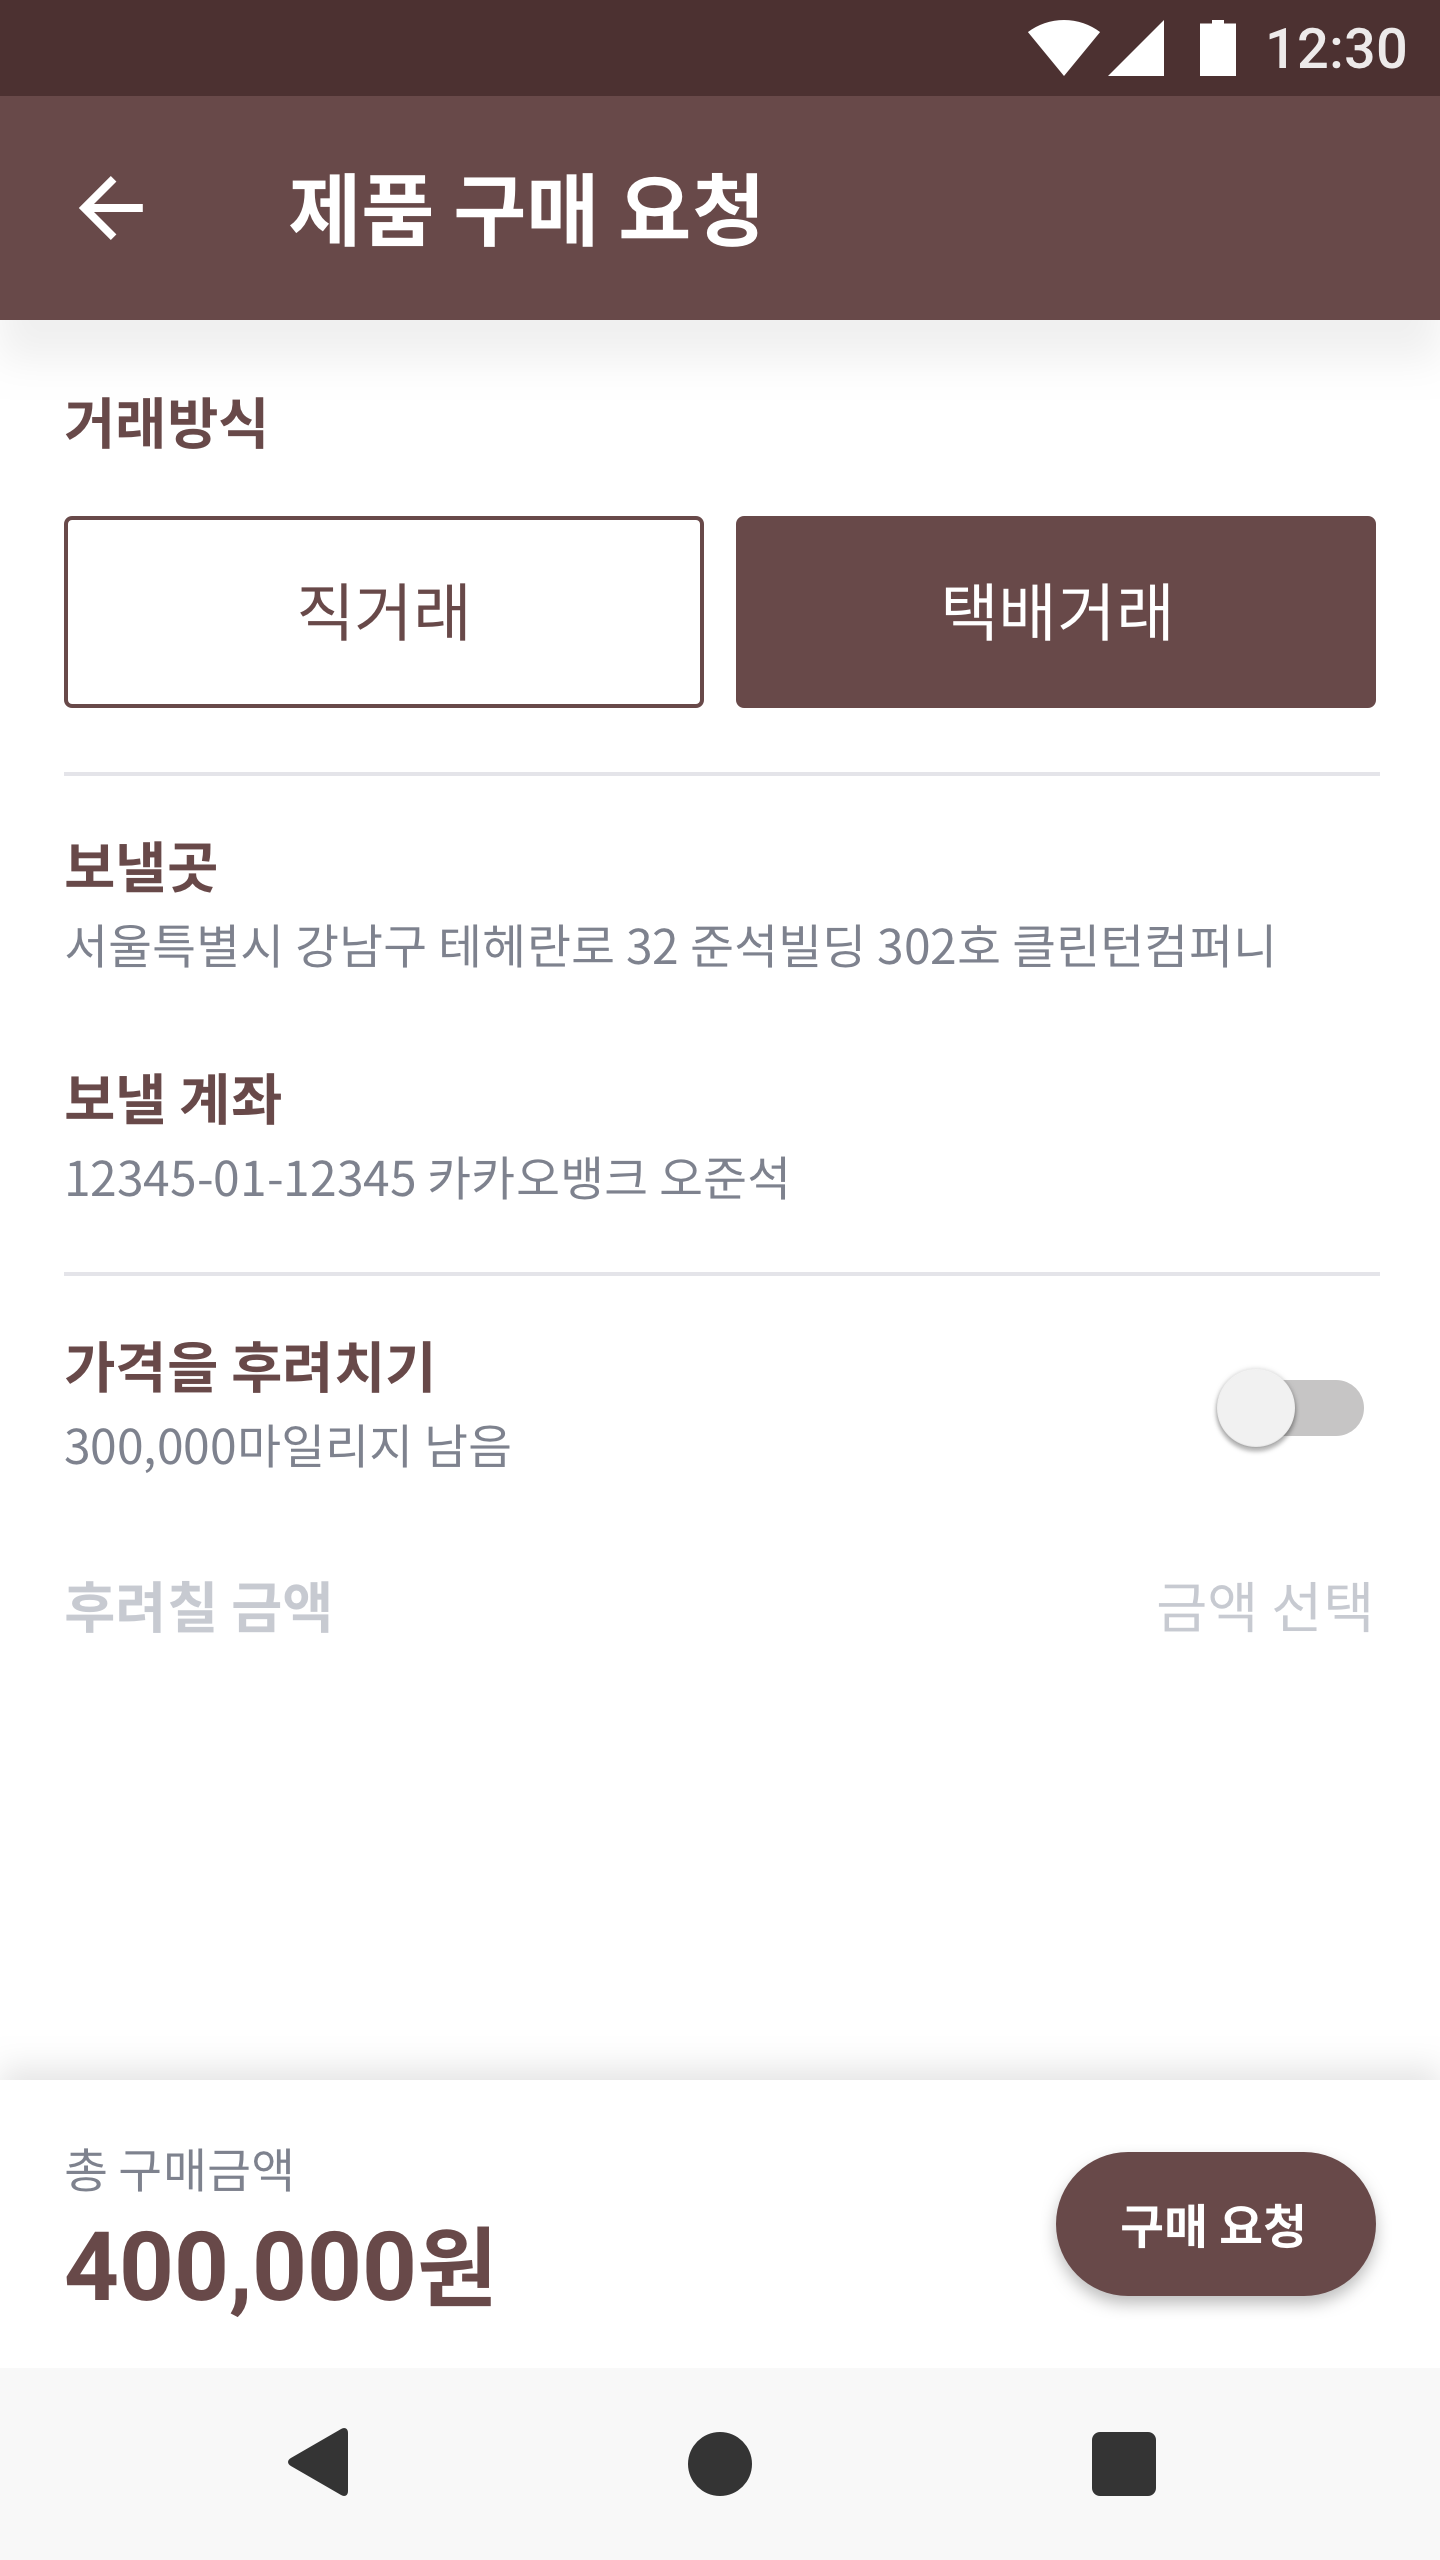 12:30
제품 구매 요청
거래방식
직거래
택배거래
보낼곳
서울특별시 강남구 테헤란로 32 준석빌딩 302호 클린턴컴퍼니
보낼 계좌
12345-01-12345 카카오뱅크 오준석
가격을 후려치기
300,000마일리지 남음
후려칠 금액
금액 선택
총 구매금액
400,000원
구매 요청